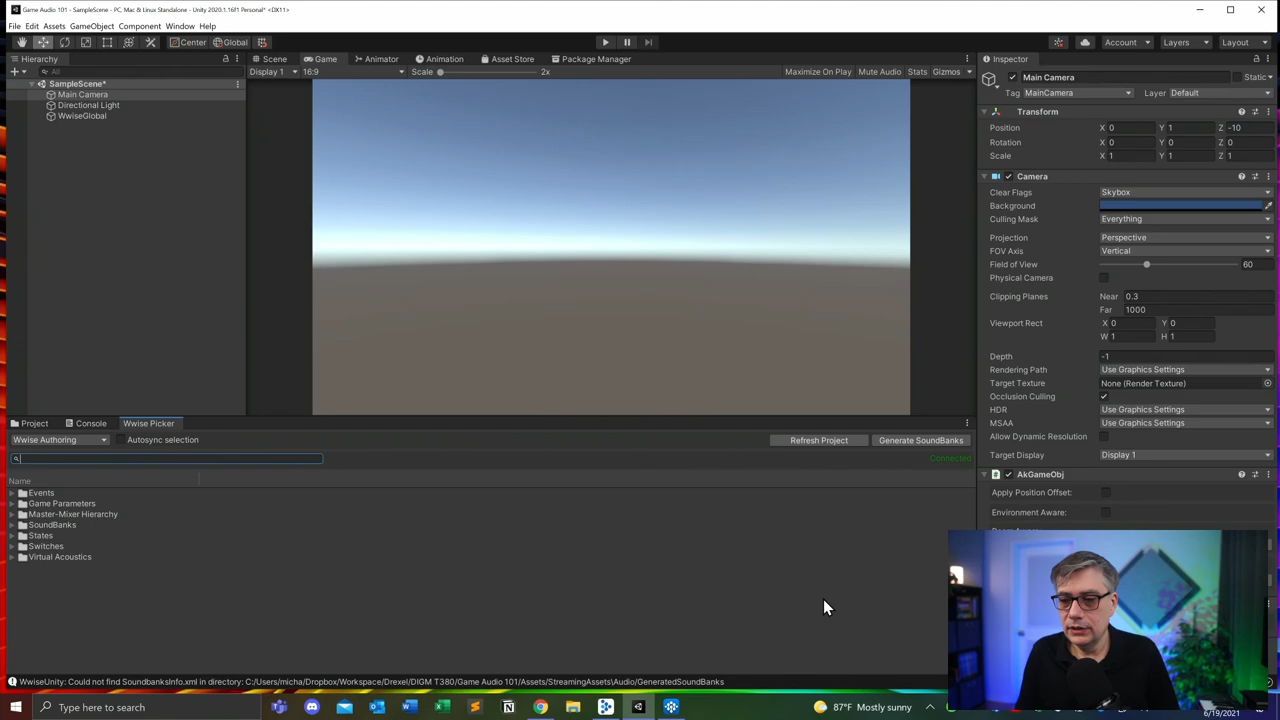 Game Audio 101 - SampleScene - PC, Mac & Linux Standalone - Unity 2020.1.16f1 Personal* <DX11>
File Edit Assets GameObject Component Window Help
Center Global Account Layers Layout
Hierarchy Scene Game Animator Animation Asset Store Package Manager Inspector
All Display 1 16:9 Scale 2x Maximize On Play Mute Audio Stats Gizmos
SampleScene*
Main Camera
Directional Light
WwiseGlobal
Main Camera Static
Tag MainCamera Layer Default
Transform
Position X 0 Y 1 Z -10
Rotation X 0 Y 0 Z 0
Scale X 1 Y 1 Z 1
Camera
Clear Flags Skybox
Background
Culling Mask Everything
Projection Perspective
FOV Axis Vertical
Field of View 60
Physical Camera
Clipping Planes Near 0.3
Far 1000
Viewport Rect X 0 Y 0
W 1 H 1
Depth -1
Rendering Path Use Graphics Settings
Target Texture None (Render Texture)
Occlusion Culling
HDR Use Graphics Settings
MSAA Use Graphics Settings
Allow Dynamic Resolution
Target Display Display 1
AkGameObj
Apply Position Offset:
Environment Aware:
Project Console Wwise Picker
Wwise Authoring Autosync selection Refresh Project Generate SoundBanks
Connected
Name
Events
Game Parameters
Master-Mixer Hierarchy
SoundBanks
States
Switches
Virtual Acoustics
WwiseUnity: Could not find SoundbanksInfo.xml in directory: C:/Users/micha/Dropbox/Workspace/Drexel/DIGM T380/Game Audio 101/Assets/StreamingAssets/Audio/GeneratedSoundBanks
Type here to search 87°F Mostly sunny
6/19/2021